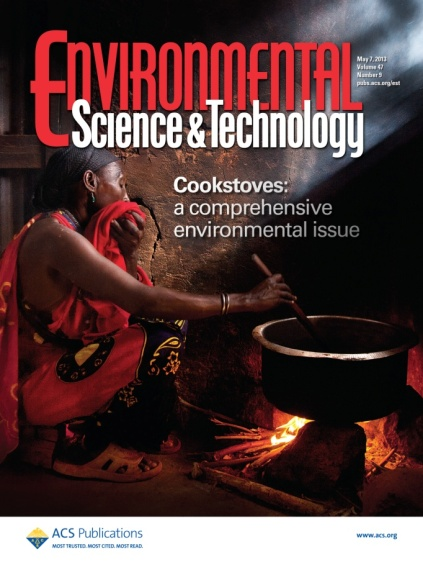 ENVIRONMENTAL
Science & Technology
May 7, 2013
Volume 47
Number 9
pubs.acs.org/est
Cookstoves:
a comprehensive
environmental issue
ACS Publications
MOST TRUSTED. MOST CITED. MOST READ.
www.acs.org